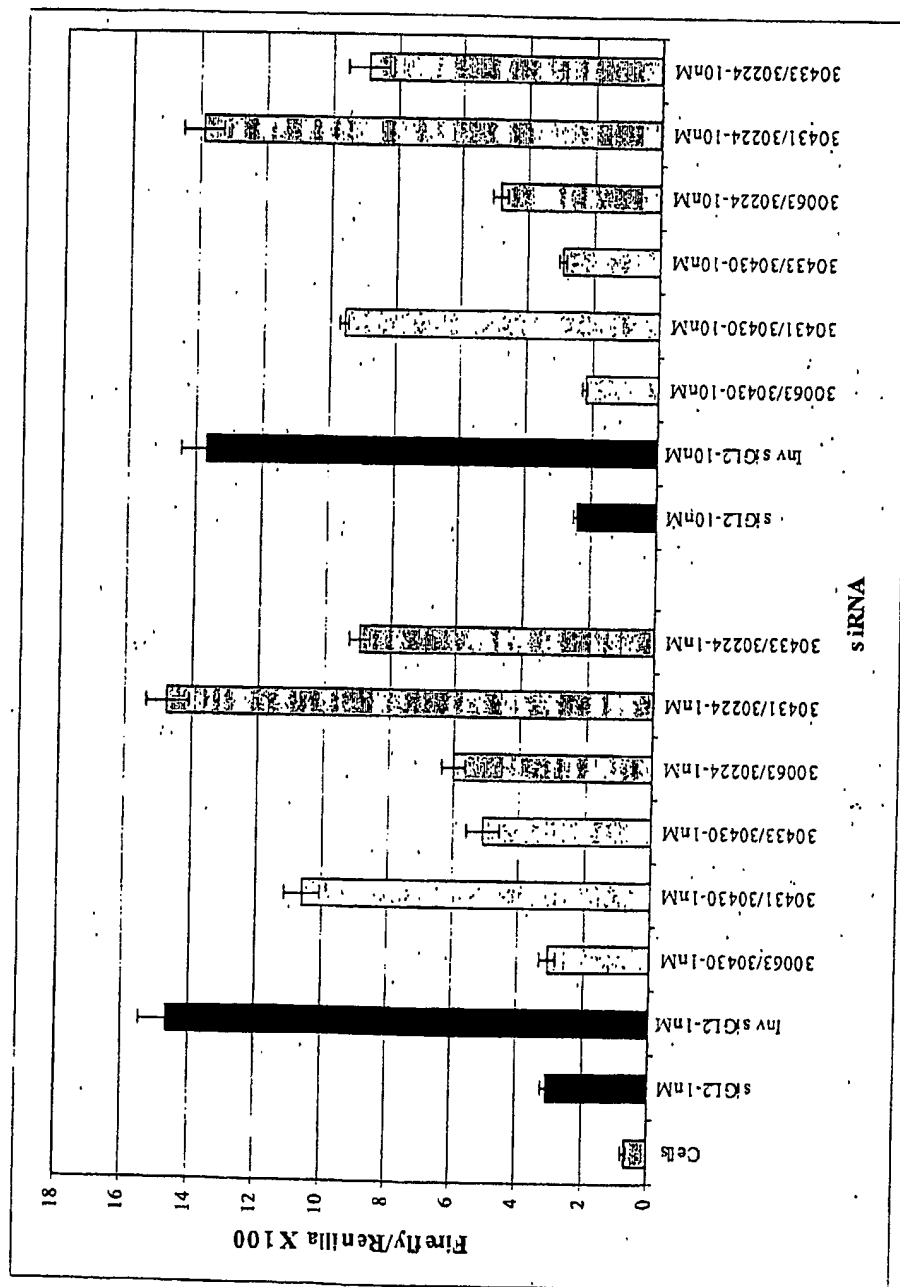 Firefly/Renilla X 100
18
16
14
12
10
8
6
4
2
0
Cells
siGL2-1nM
Inv siGL2-1nM
30063/30430-1nM
30431/30430-1nM
30433/30430-1nM
30063/30224-1nM
30431/30224-1nM
30433/30224-1nM
siGL2-10nM
Inv siGL2-10nM
30063/30430-10nM
30431/30430-10nM
30433/30430-10nM
30063/30224-10nM
30431/30224-10nM
30433/30224-10nM
siRNA